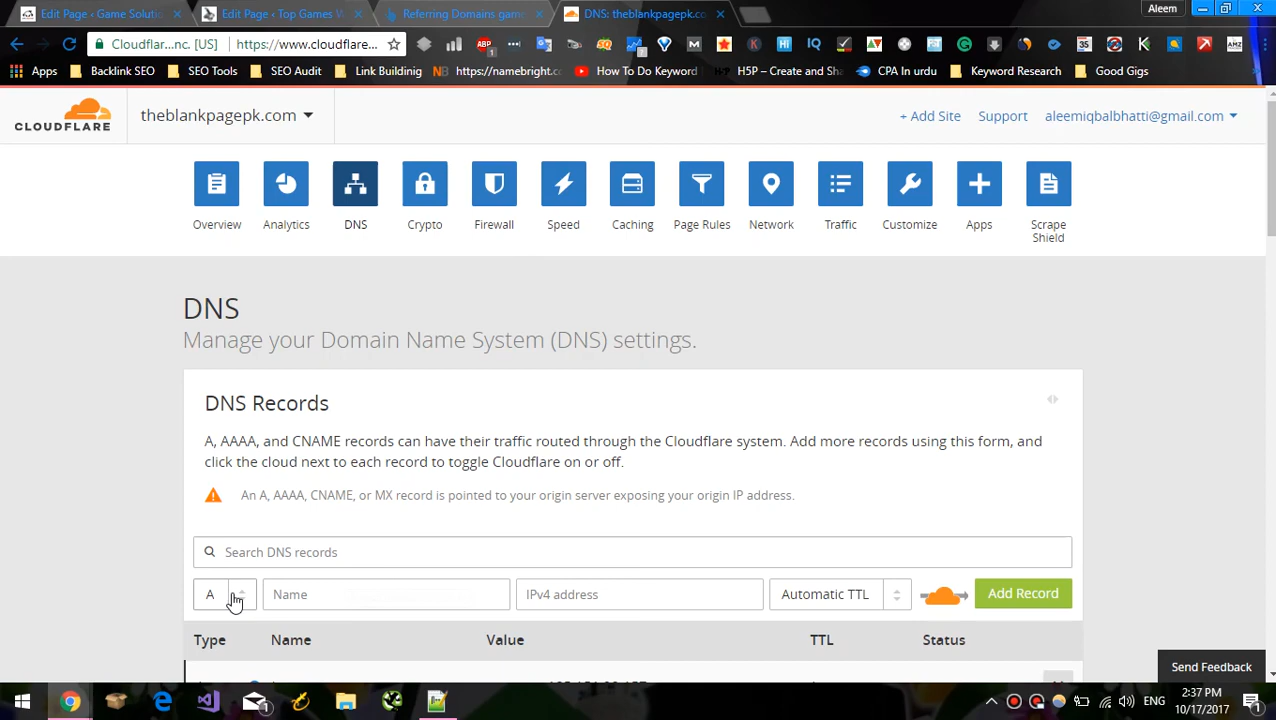 Edit Page ‹ Game Soluti
Edit Page ‹ Top Games W
Referring Domains gam
DNS: theblankpagepk.co
Aleem
Cloudflar...nc. [US]
https://www.cloudflare...
Apps
Backlink SEO
SEO Tools
SEO Audit
Link Building
https://namebright.c
How To Do Keyword
H5P – Create and Sha
CPA In urdu
Keyword Research
Good Gigs
CLOUDFLARE
theblankpagepk.com
+ Add Site
Support
aleemiqbalbhatti@gmail.com
Overview
Analytics
DNS
Crypto
Firewall
Speed
Caching
Page Rules
Network
Traffic
Customize
Apps
Scrape
Shield
DNS
Manage your Domain Name System (DNS) settings.
DNS Records
A, AAAA, and CNAME records can have their traffic routed through the Cloudflare system. Add more records using this form, and
click the cloud next to each record to toggle Cloudflare on or off.
An A, AAAA, CNAME, or MX record is pointed to your origin server exposing your origin IP address.
Search DNS records
A
Name
IPv4 address
Automatic TTL
Add Record
Type
Name
Value
TTL
Status
Send Feedback
ENG
2:37 PM
10/17/2017